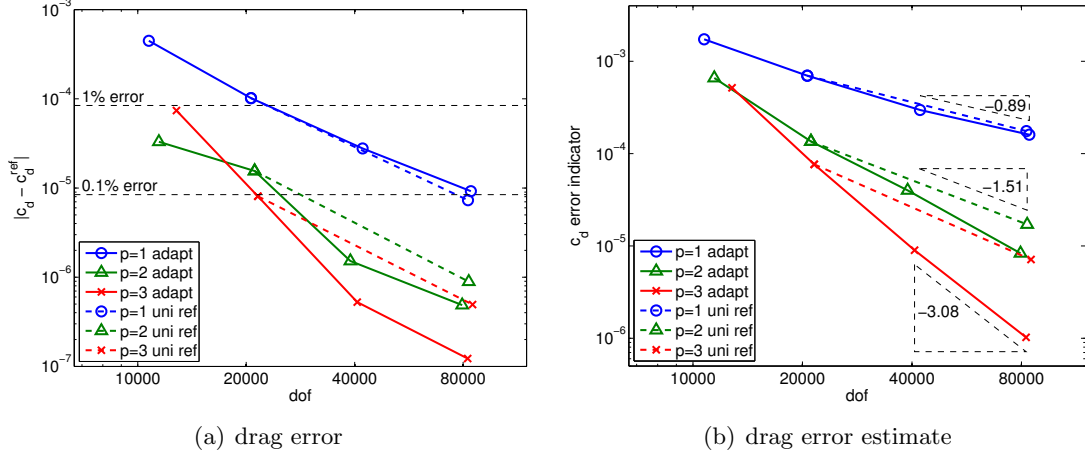 10⁻³
10⁻⁴
10⁻⁵
10⁻⁶
10⁻⁷
|c_d − c_d^ref|
1% error
0.1% error
p=1 adapt
p=2 adapt
p=3 adapt
p=1 uni ref
p=2 uni ref
p=3 uni ref
10000 20000 40000 80000
dof
(a) drag error
10⁻³
10⁻⁴
10⁻⁵
10⁻⁶
c_d error indicator
−0.89
−1.51
−3.08
p=1 adapt
p=2 adapt
p=3 adapt
p=1 uni ref
p=2 uni ref
p=3 uni ref
10000 20000 40000 80000
dof
(b) drag error estimate